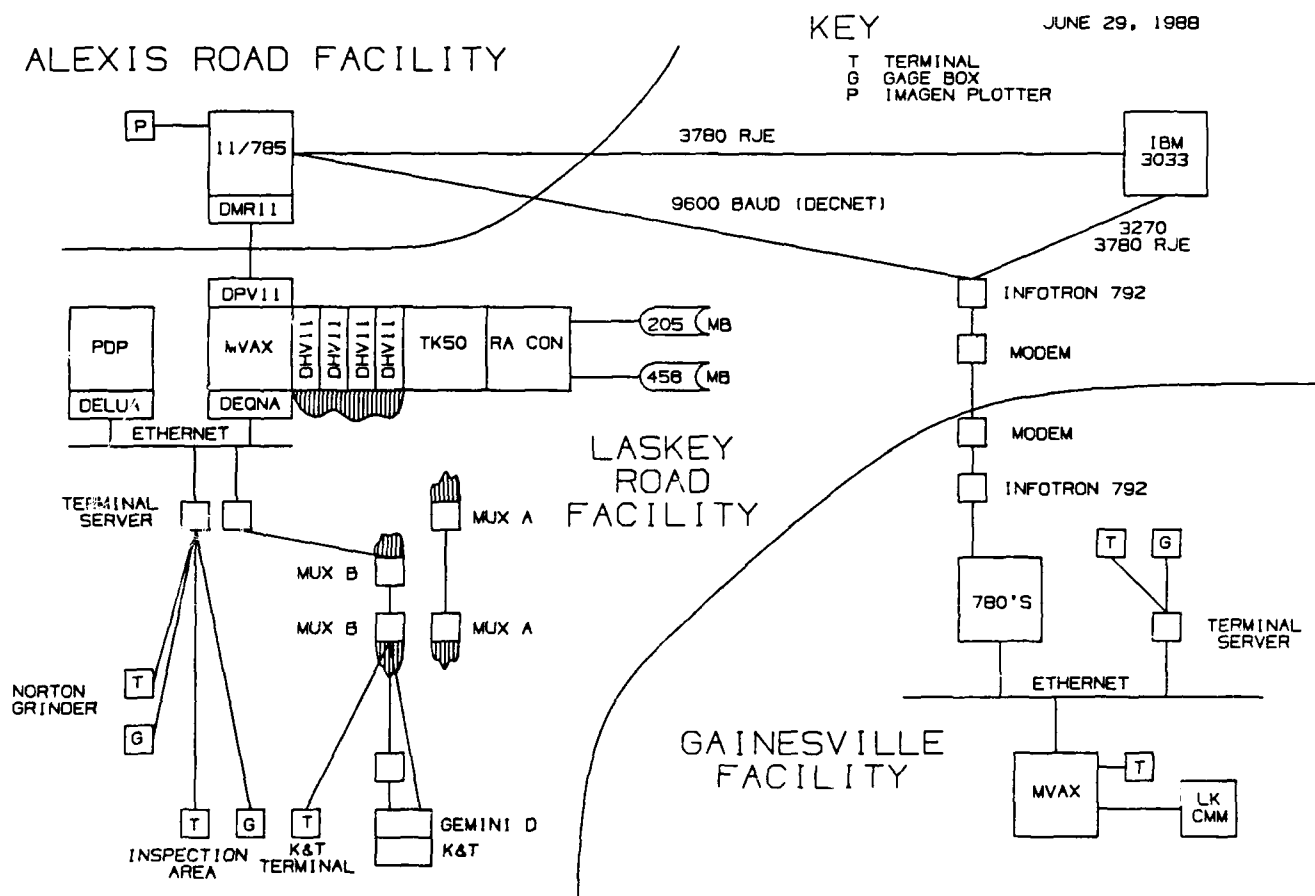 ALEXIS ROAD FACILITY
KEY
JUNE 29, 1988
T TERMINAL
G GAGE BOX
P IMAGEN PLOTTER
P
11/785
DMR11
3780 RJE
IBM
3033
9600 BAUD (DECNET)
3270
3780 RJE
DPV11
PDP
MVAX
DHV11
DHV11
DHV11
DHV11
TK50
RA CON
205 MB
458 MB
DELUA
DEQNA
ETHERNET
INFOTRON 792
MODEM
MODEM
INFOTRON 792
LASKEY
ROAD
FACILITY
TERMINAL
SERVER
MUX A
MUX B
MUX B
MUX A
T
G
780'S
TERMINAL
SERVER
NORTON
GRINDER
T
G
ETHERNET
GAINESVILLE
FACILITY
MVAX
T
LK
CMM
T
G
T
INSPECTION
AREA
K&T
TERMINAL
GEMINI D
K&T